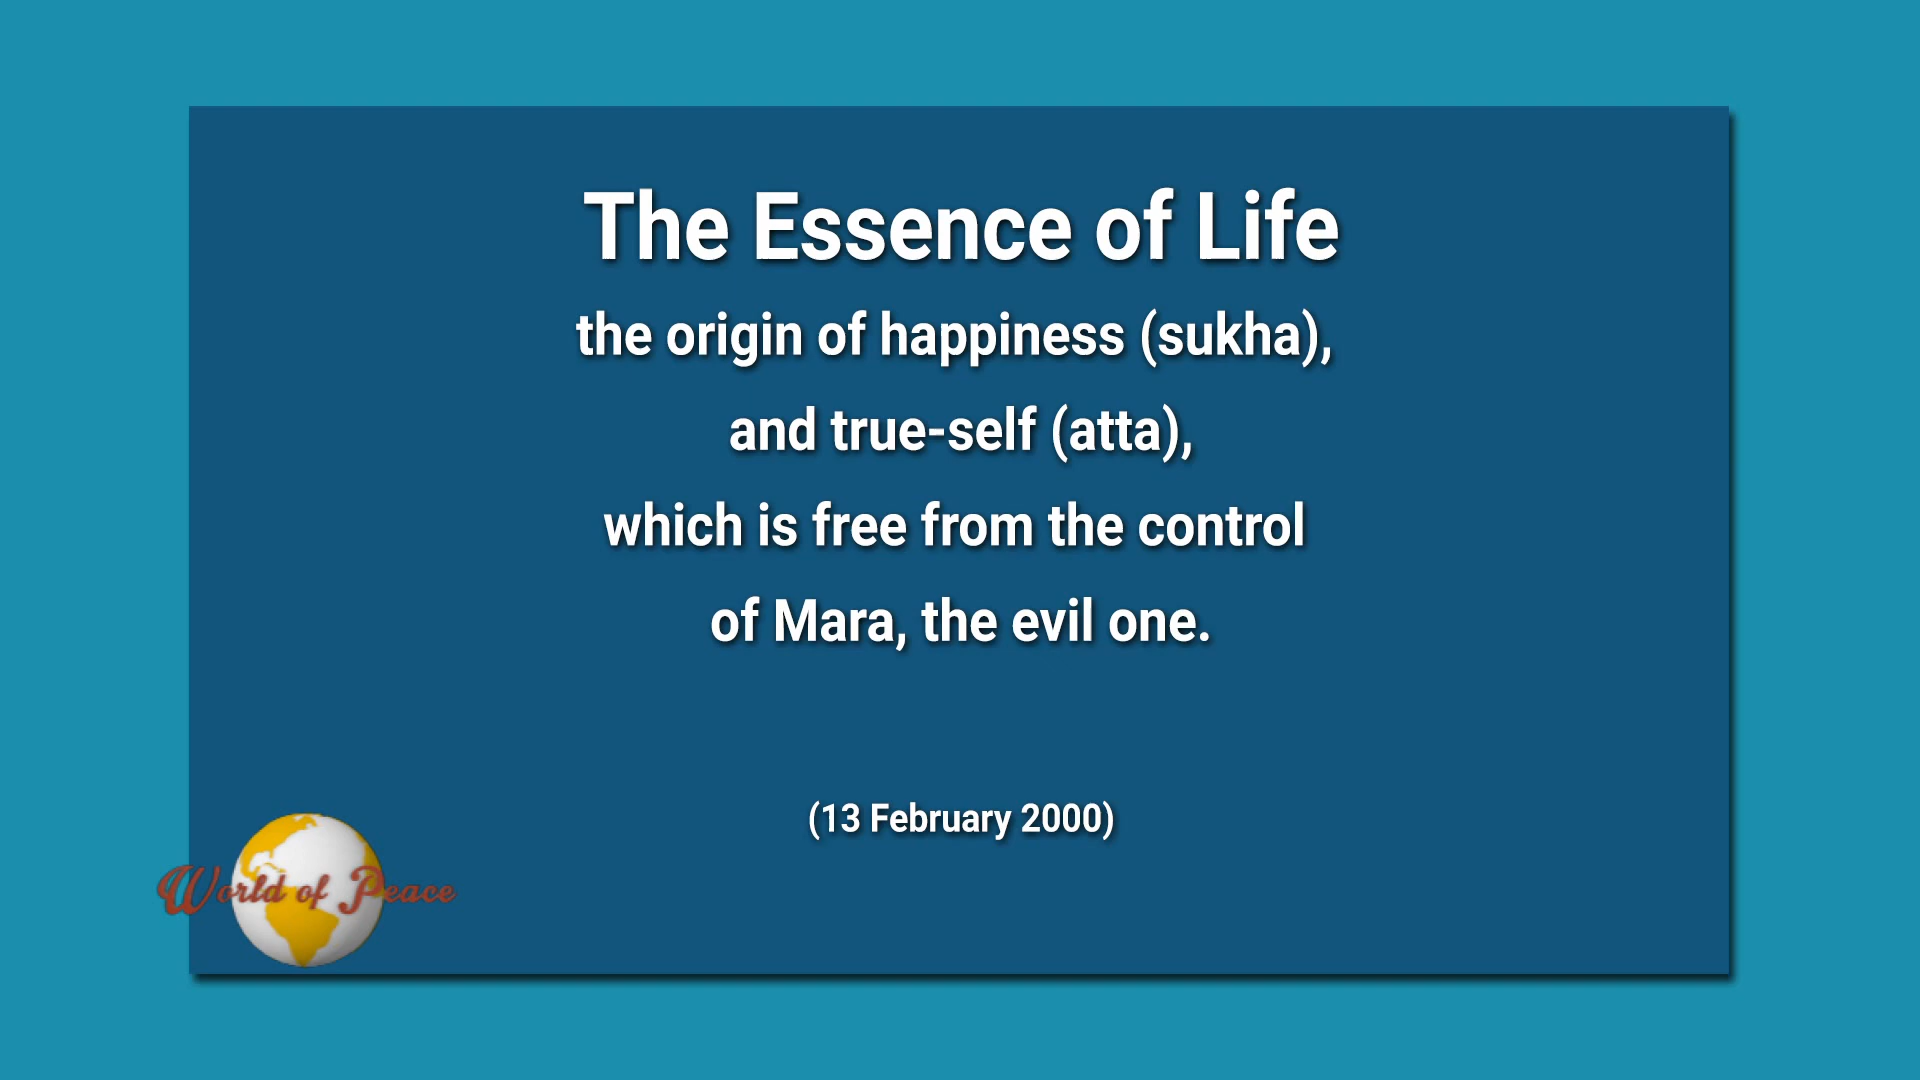 The Essence of Life
the origin of happiness (sukha),
and true-self (atta),
which is free from the control
of Mara, the evil one.
(13 February 2000)
World of Peace